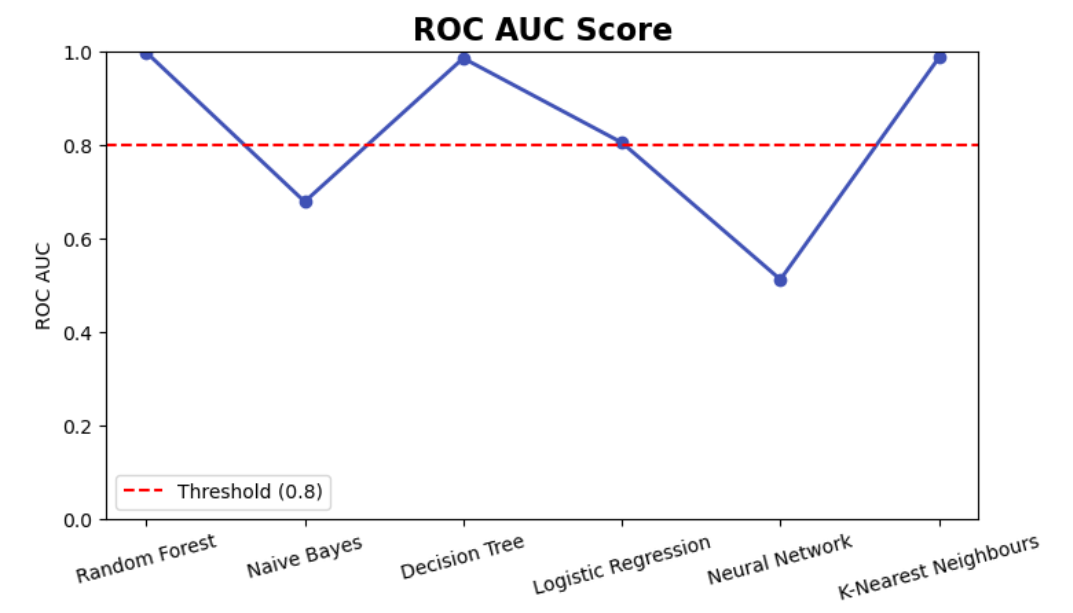 ROC AUC Score
ROC AUC
1.0
0.8
0.6
0.4
0.2
0.0
Threshold (0.8)
Random Forest
Naive Bayes
Decision Tree
Logistic Regression
Neural Network
K-Nearest Neighbours